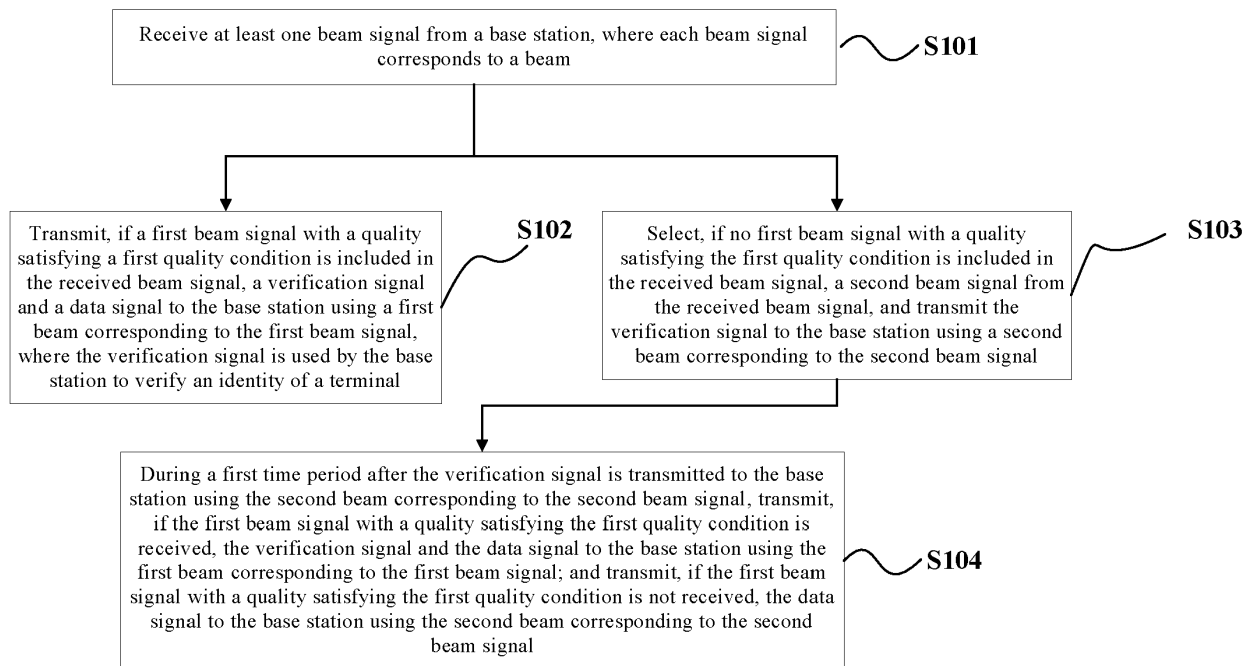 Receive at least one beam signal from a base station, where each beam signal
corresponds to a beam
S101
Transmit, if a first beam signal with a quality
satisfying a first quality condition is included in
the received beam signal, a verification signal
and a data signal to the base station using a first
beam corresponding to the first beam signal,
where the verification signal is used by the base
station to verify an identity of a terminal
S102
Select, if no first beam signal with a quality
satisfying the first quality condition is included in
the received beam signal, a second beam signal from
the received beam signal, and transmit the
verification signal to the base station using a second
beam corresponding to the second beam signal
S103
During a first time period after the verification signal is transmitted to the base
station using the second beam corresponding to the second beam signal, transmit,
if the first beam signal with a quality satisfying the first quality condition is
received, the verification signal and the data signal to the base station using the
first beam corresponding to the first beam signal; and transmit, if the first beam
signal with a quality satisfying the first quality condition is not received, the data
signal to the base station using the second beam corresponding to the second
beam signal
S104